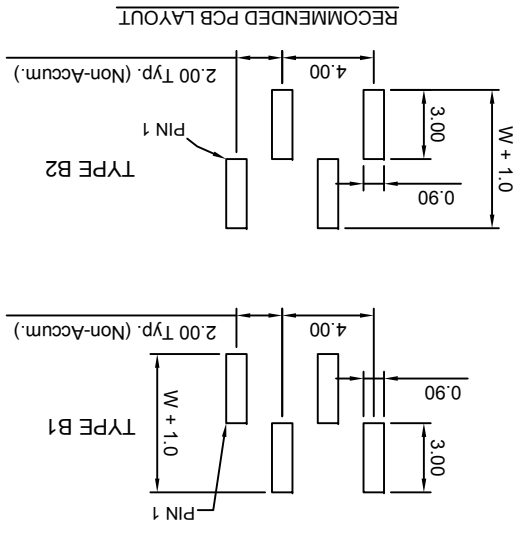 PIN 1
TYPE B1
W + 1.0
3.00
0.90
2.00 Typ. (Non-Accum.)
4.00
TYPE B2
PIN 1
0.90
3.00
W + 1.0
2.00 Typ. (Non-Accum.)
4.00
RECOMMENDED PCB LAYOUT